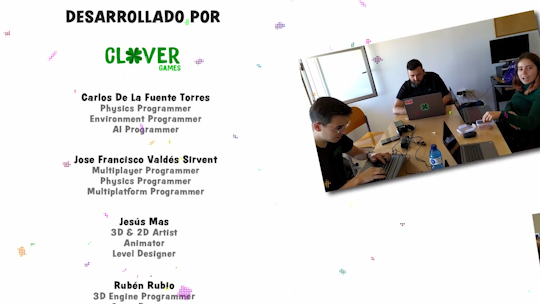 DESARROLLADO POR
CLOVER
GAMES
Carlos De La Fuente Torres
Physics Programmer
Environment Programmer
AI Programmer
Jose Francisco Valdés Sirvent
Multiplayer Programmer
Physics Programmer
Multiplatform Programmer
Jesús Mas
3D & 2D Artist
Animator
Level Designer
Rubén Rubio
3D Engine Programmer